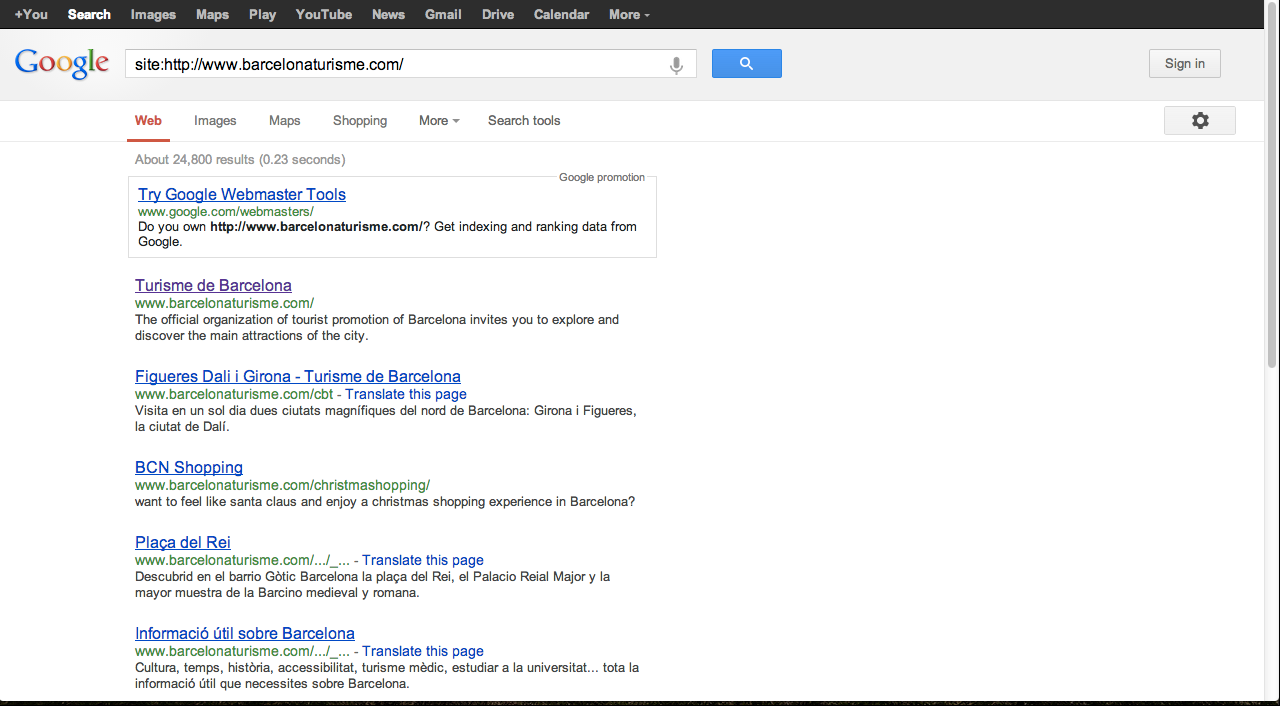 +You Search Images Maps Play YouTube News Gmail Drive Calendar More
Google
site:http://www.barcelonaturisme.com/
Sign in
Web Images Maps Shopping More Search tools
About 24,800 results (0.23 seconds)
Google promotion
Try Google Webmaster Tools
www.google.com/webmasters/
Do you own http://www.barcelonaturisme.com/? Get indexing and ranking data from
Google.
Turisme de Barcelona
www.barcelonaturisme.com/
The official organization of tourist promotion of Barcelona invites you to explore and
discover the main attractions of the city.
Figueres Dali i Girona - Turisme de Barcelona
www.barcelonaturisme.com/cbt - Translate this page
Visita en un sol dia dues ciutats magnífiques del nord de Barcelona: Girona i Figueres,
la ciutat de Dalí.
BCN Shopping
www.barcelonaturisme.com/christmashopping/
want to feel like santa claus and enjoy a christmas shopping experience in Barcelona?
Plaça del Rei
www.barcelonaturisme.com/.../_... - Translate this page
Descubrid en el barrio Gòtic Barcelona la plaça del Rei, el Palacio Reial Major y la
mayor muestra de la Barcino medieval y romana.
Informació útil sobre Barcelona
www.barcelonaturisme.com/.../_... - Translate this page
Cultura, temps, història, accessibilitat, turisme mèdic, estudiar a la universitat... tota la
informació útil que necessites sobre Barcelona.